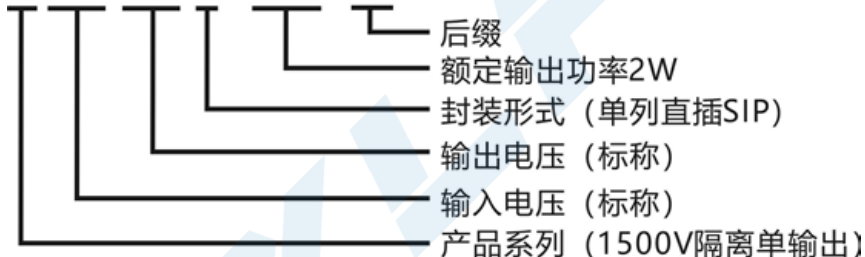 后缀
额定输出功率2W
封装形式（单列直插SIP）
输出电压（标称）
输入电压（标称）
产品系列（1500V隔离单输出）